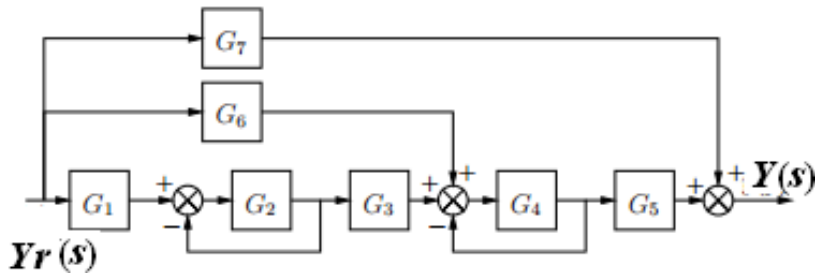 G7
G6
+
+
+
+
Y(s)
G1
G2
G3
G4
G5
+
−
−
+
Yr (s)